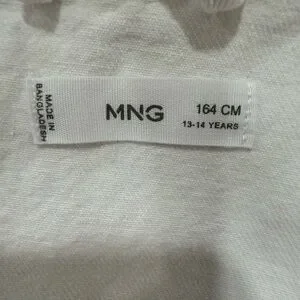 MADE IN
BANGLADESH
MNG
164 CM
13-14 YEARS